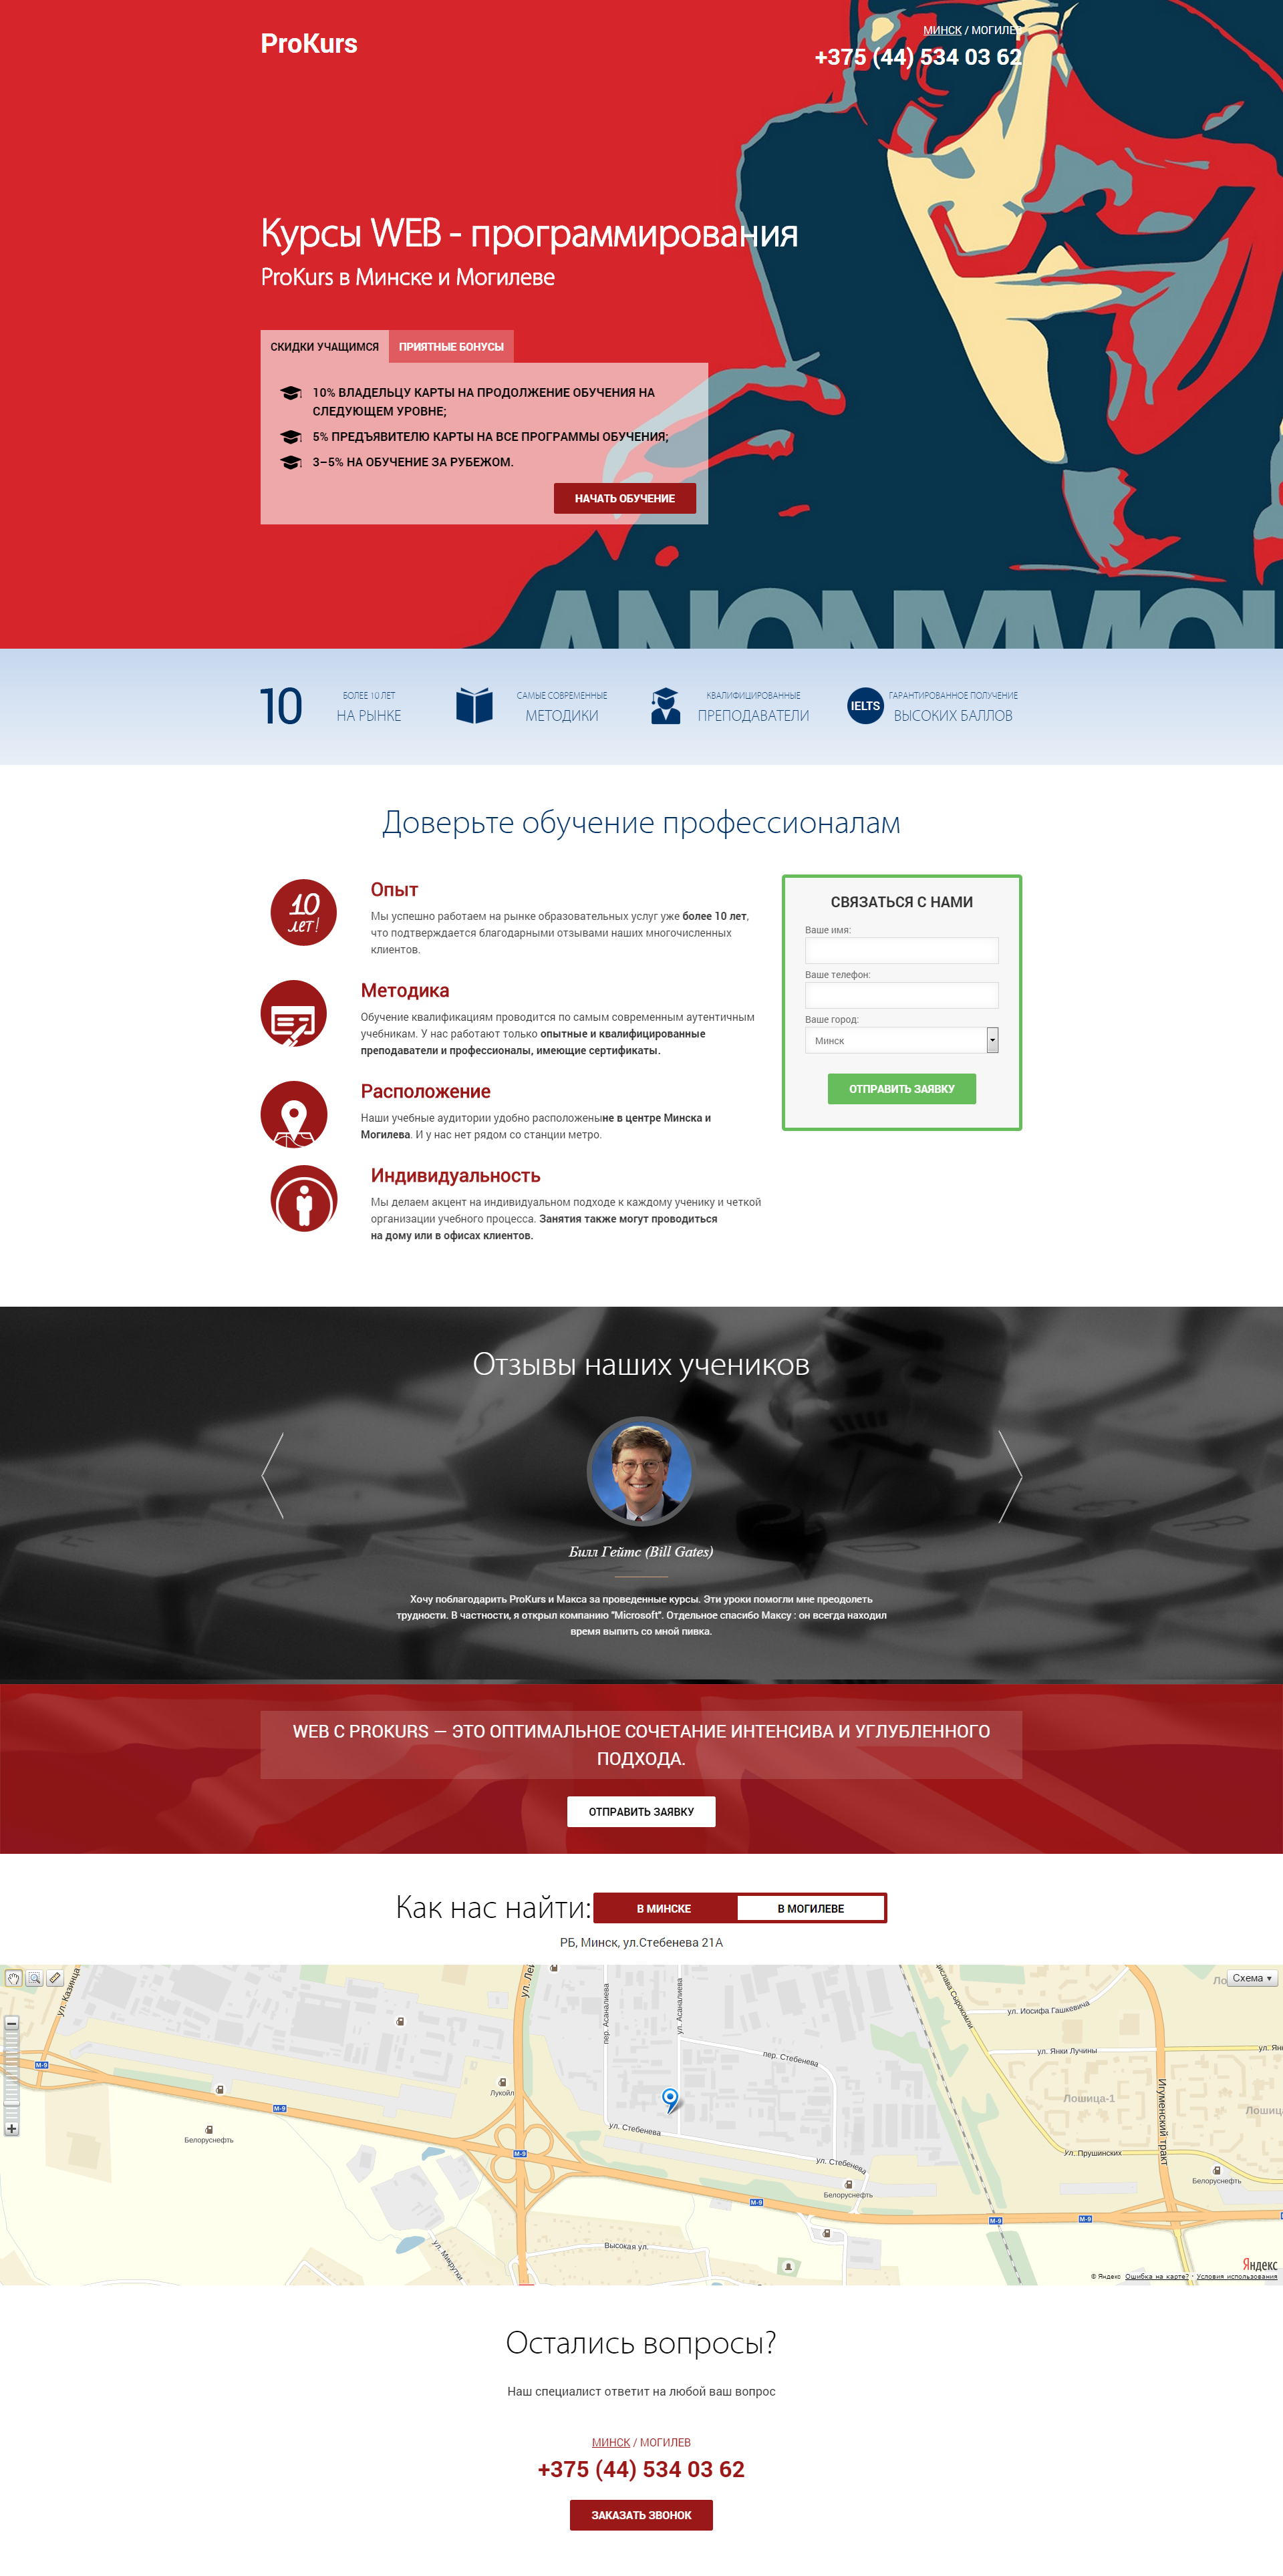 ProKurs
МИНСК / МОГИЛЕВ
+375 (44) 534 03 62
Курсы WEB - программирования
ProKurs в Минске и Могилеве
СКИДКИ УЧАЩИМСЯ
ПРИЯТНЫЕ БОНУСЫ
10% ВЛАДЕЛЬЦУ КАРТЫ НА ПРОДОЛЖЕНИЕ ОБУЧЕНИЯ НА
СЛЕДУЮЩЕМ УРОВНЕ;
5% ПРЕДЪЯВИТЕЛЮ КАРТЫ НА ВСЕ ПРОГРАММЫ ОБУЧЕНИЯ;
3–5% НА ОБУЧЕНИЕ ЗА РУБЕЖОМ.
НАЧАТЬ ОБУЧЕНИЕ
10
БОЛЕЕ 10 ЛЕТ
НА РЫНКЕ
САМЫЕ СОВРЕМЕННЫЕ
МЕТОДИКИ
КВАЛИФИЦИРОВАННЫЕ
ПРЕПОДАВАТЕЛИ
IELTS
ГАРАНТИРОВАННОЕ ПОЛУЧЕНИЕ
ВЫСОКИХ БАЛЛОВ
Доверьте обучение профессионалам
10
лет!
Опыт
Мы успешно работаем на рынке образовательных услуг уже более 10 лет,
что подтверждается благодарными отзывами наших многочисленных
клиентов.
Методика
Обучение квалификациям проводится по самым современным аутентичным
учебникам. У нас работают только опытные и квалифицированные
преподаватели и профессионалы, имеющие сертификаты.
Расположение
Наши учебные аудитории удобно расположеныне в центре Минска и
Могилева. И у нас нет рядом со станции метро.
Индивидуальность
Мы делаем акцент на индивидуальном подходе к каждому ученику и четкой
организации учебного процесса. Занятия также могут проводиться
на дому или в офисах клиентов.
СВЯЗАТЬСЯ С НАМИ
Ваше имя:
Ваше телефон:
Ваше город:
Минск
ОТПРАВИТЬ ЗАЯВКУ
Отзывы наших учеников
Билл Гейтс (Bill Gates)
Хочу поблагодарить ProKurs и Макса за проведенные курсы. Эти уроки помогли мне преодолеть
трудности. В частности, я открыл компанию "Microsoft". Отдельное спасибо Максу : он всегда находил
время выпить со мной пивка.
WEB С PROKURS — ЭТО ОПТИМАЛЬНОЕ СОЧЕТАНИЕ ИНТЕНСИВА И УГЛУБЛЕННОГО
ПОДХОДА.
ОТПРАВИТЬ ЗАЯВКУ
Как нас найти:
В МИНСКЕ
В МОГИЛЕВЕ
РБ, Минск, ул.Стебенева 21А
Схема
ул. Казинца
пер. Асаналиева
ул. Асаналиева
пер. Стебенева
ул. Иосифа Гашкевича
ул. Янки Лучины
Лошица-1
Игуменский тракт
М-9
Лукойл
М-9
Белоруснефть
ул. Стебенева
М-9
ул. Стебенева
Ул. Прушинских
Белоруснефть
Белоруснефть
М-9
М-9
М-9
Высокая ул.
ул. Макрутки
Яндекс
© Яндекс Ошибка на карте? · Условия использования
Остались вопросы?
Наш специалист ответит на любой ваш вопрос
МИНСК / МОГИЛЕВ
+375 (44) 534 03 62
ЗАКАЗАТЬ ЗВОНОК